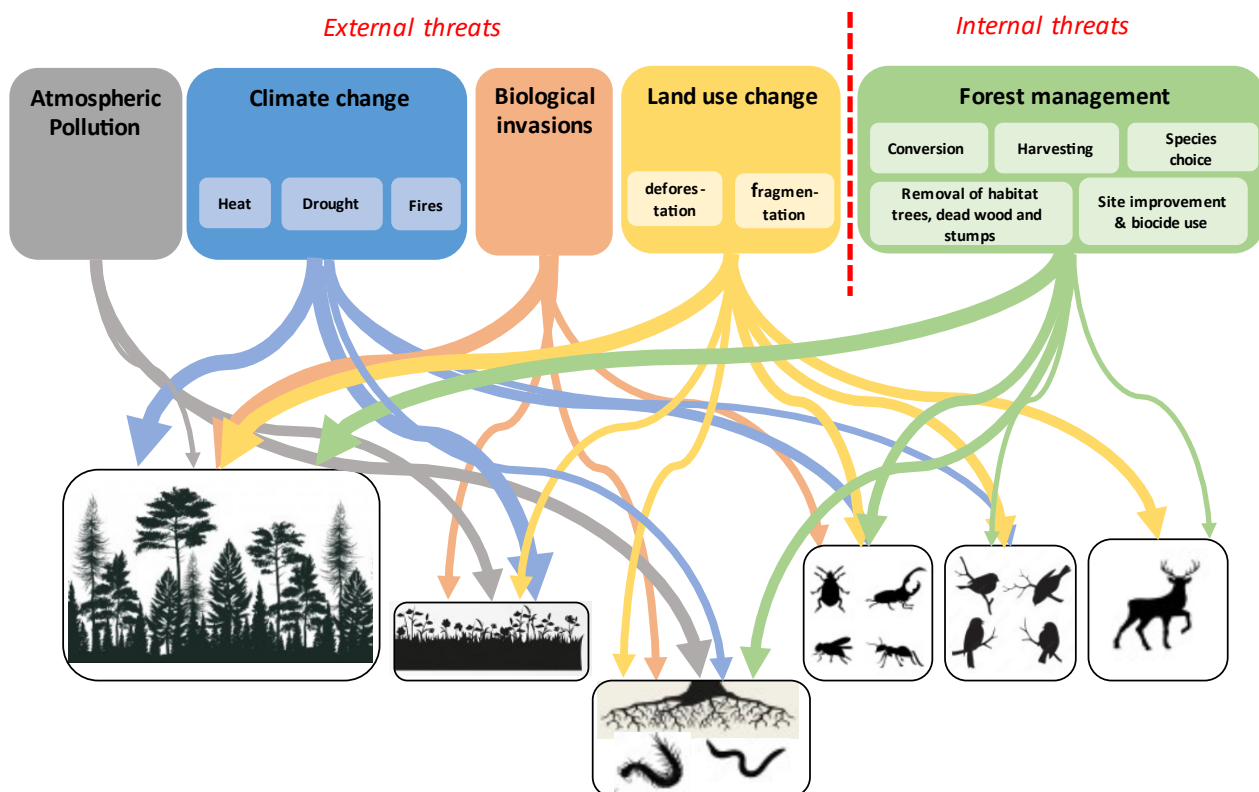 External threats
Internal threats
Atmospheric
Pollution
Climate change
Heat
Drought
Fires
Biological
invasions
Land use change
defores-
tation
fragmen-
tation
Forest management
Conversion
Harvesting
Species
choice
Removal of habitat
trees, dead wood and
stumps
Site improvement
& biocide use